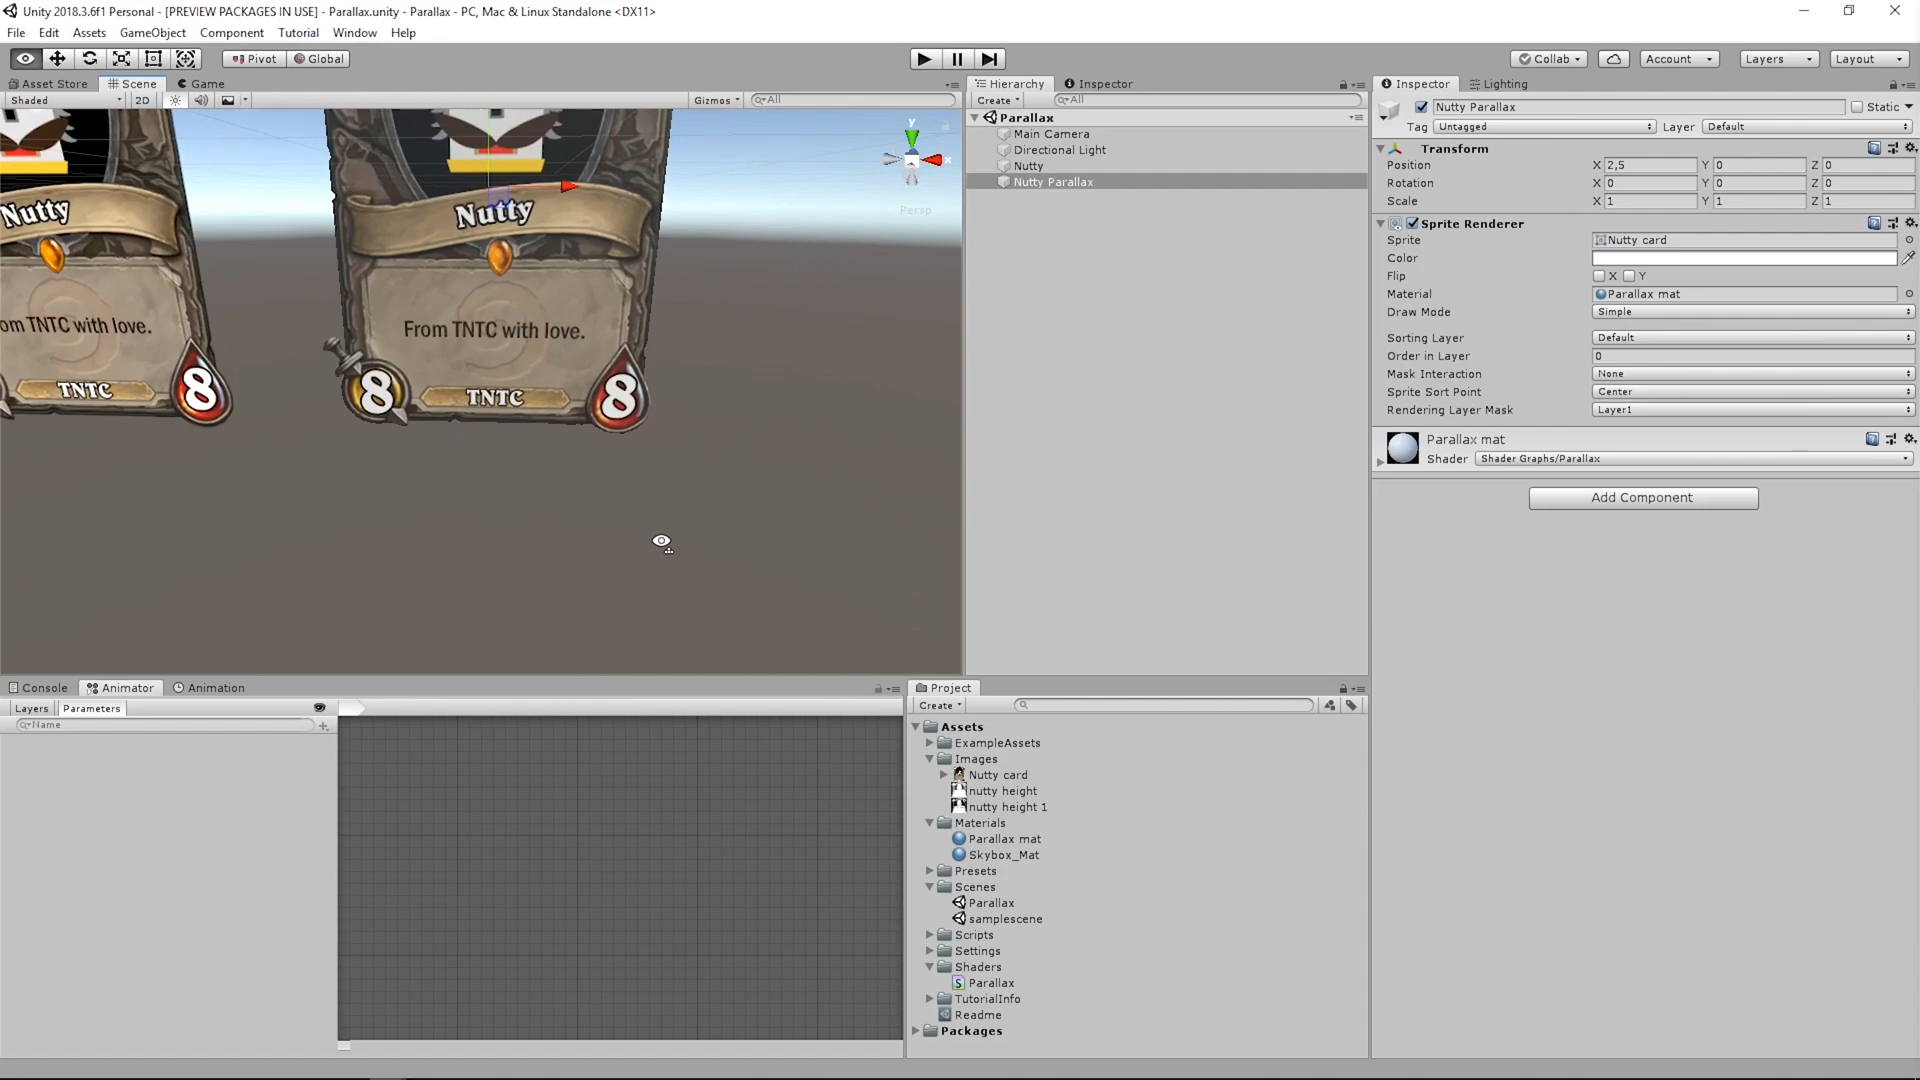 Unity 2018.3.6f1 Personal - [PREVIEW PACKAGES IN USE] - Parallax.unity - Parallax - PC, Mac & Linux Standalone <DX11>
File Edit Assets GameObject Component Tutorial Window Help
Pivot Global Collab Account Layers Layout
Asset Store Scene Game
Shaded 2D Gizmos All
y
x
Persp
Nutty
Nutty
om TNTC with love.
From TNTC with love.
TNTC
8
8
TNTC
8
Hierarchy Inspector
Create All
Parallax
Main Camera
Directional Light
Nutty
Nutty Parallax
Inspector Lighting
Nutty Parallax Static
Tag Untagged Layer Default
Transform
Position X 2,5 Y 0 Z 0
Rotation X 0 Y 0 Z 0
Scale X 1 Y 1 Z 1
Sprite Renderer
Sprite Nutty card
Color
Flip X Y
Material Parallax mat
Draw Mode Simple
Sorting Layer Default
Order in Layer 0
Mask Interaction None
Sprite Sort Point Center
Rendering Layer Mask Layer1
Parallax mat
Shader Shader Graphs/Parallax
Add Component
Console Animator Animation
Layers Parameters
Name
Project
Create
Assets
ExampleAssets
Images
Nutty card
nutty height
nutty height 1
Materials
Parallax mat
Skybox_Mat
Presets
Scenes
Parallax
samplescene
Scripts
Settings
Shaders
Parallax
TutorialInfo
Readme
Packages